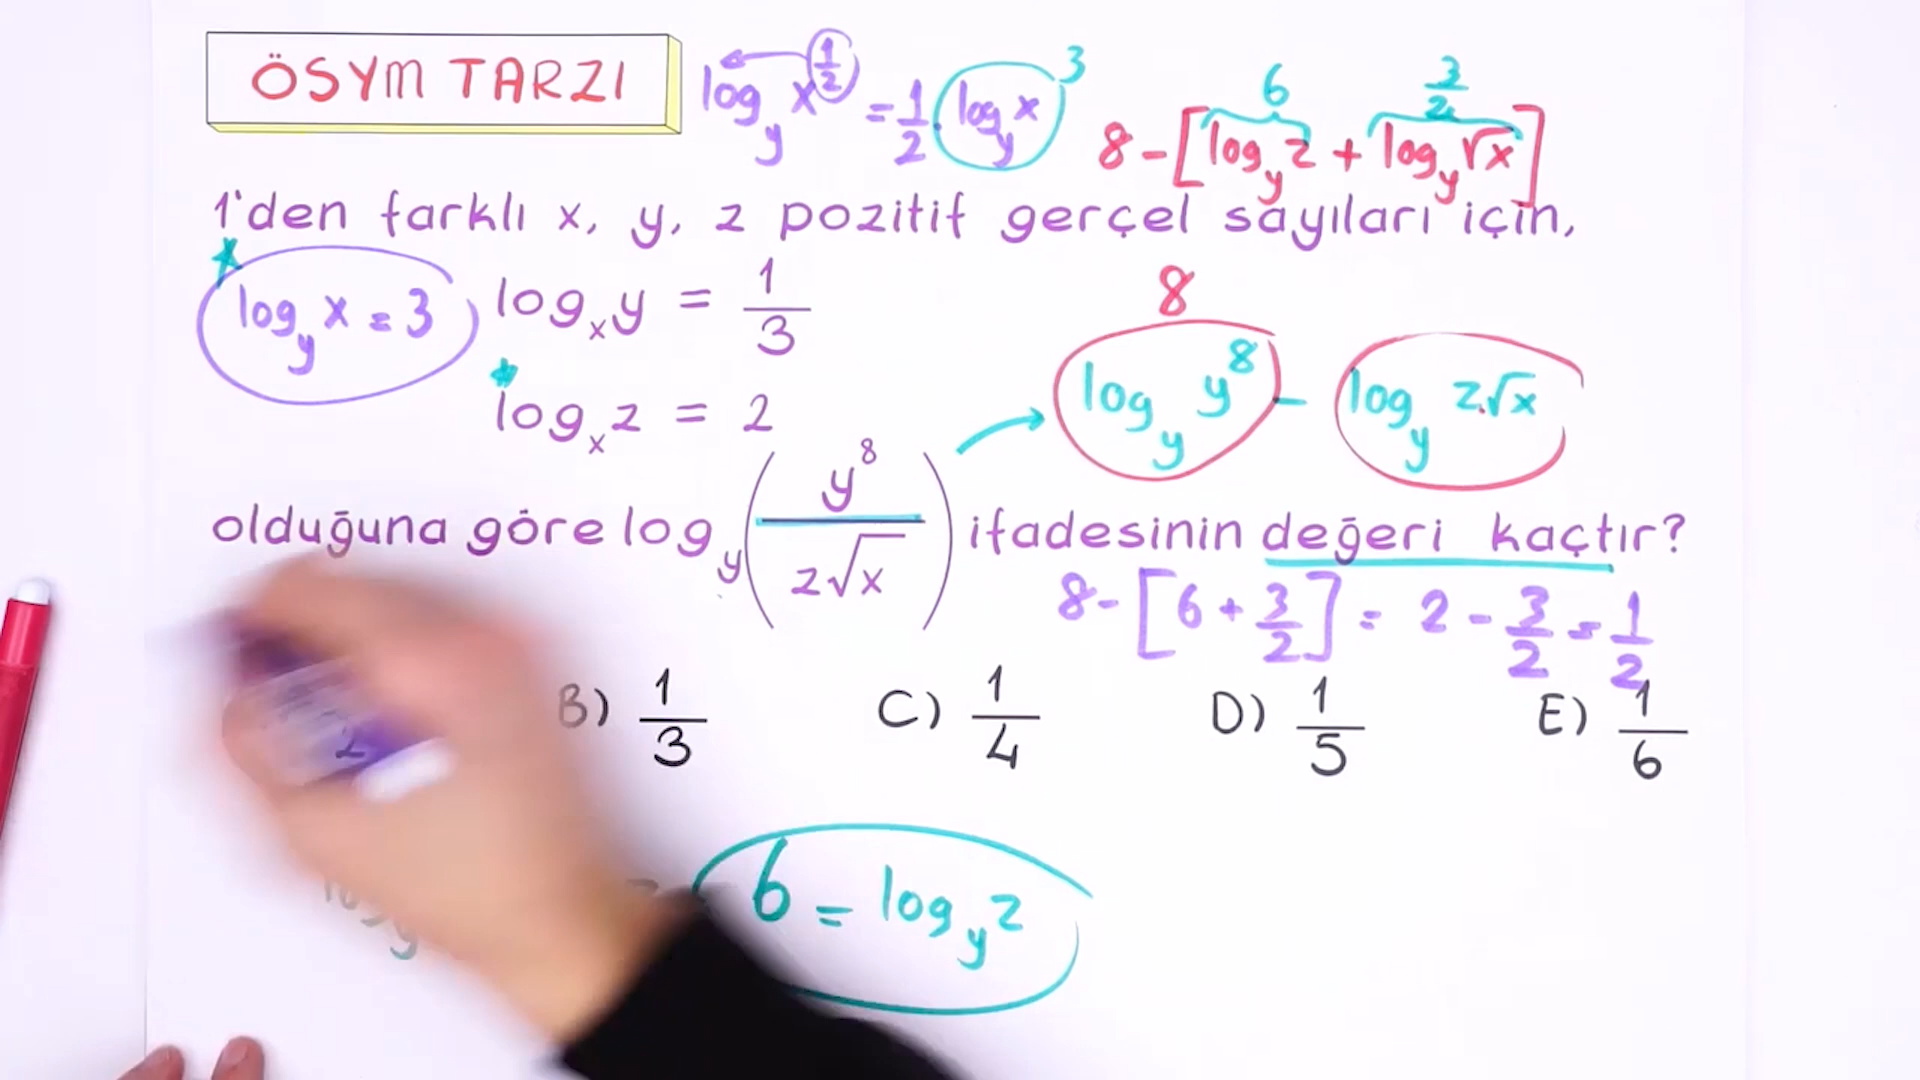 ÖSYM TARZI
log_y x^(1/2) = 1/2 . log_y x 3
6 3/2
8 - [log_y z + log_y √x]
1'den farklı x, y, z pozitif gerçel sayıları için,
log_y x = 3 log_x y = 1/3
log_x z = 2
8
log_y y^8 - log_y z.√x
olduğuna göre log_y (y^8 / z√x) ifadesinin değeri kaçtır?
8 - [6 + 3/2] = 2 - 3/2 = 1/2
B) 1/3 C) 1/4 D) 1/5 E) 1/6
6 = log_y z